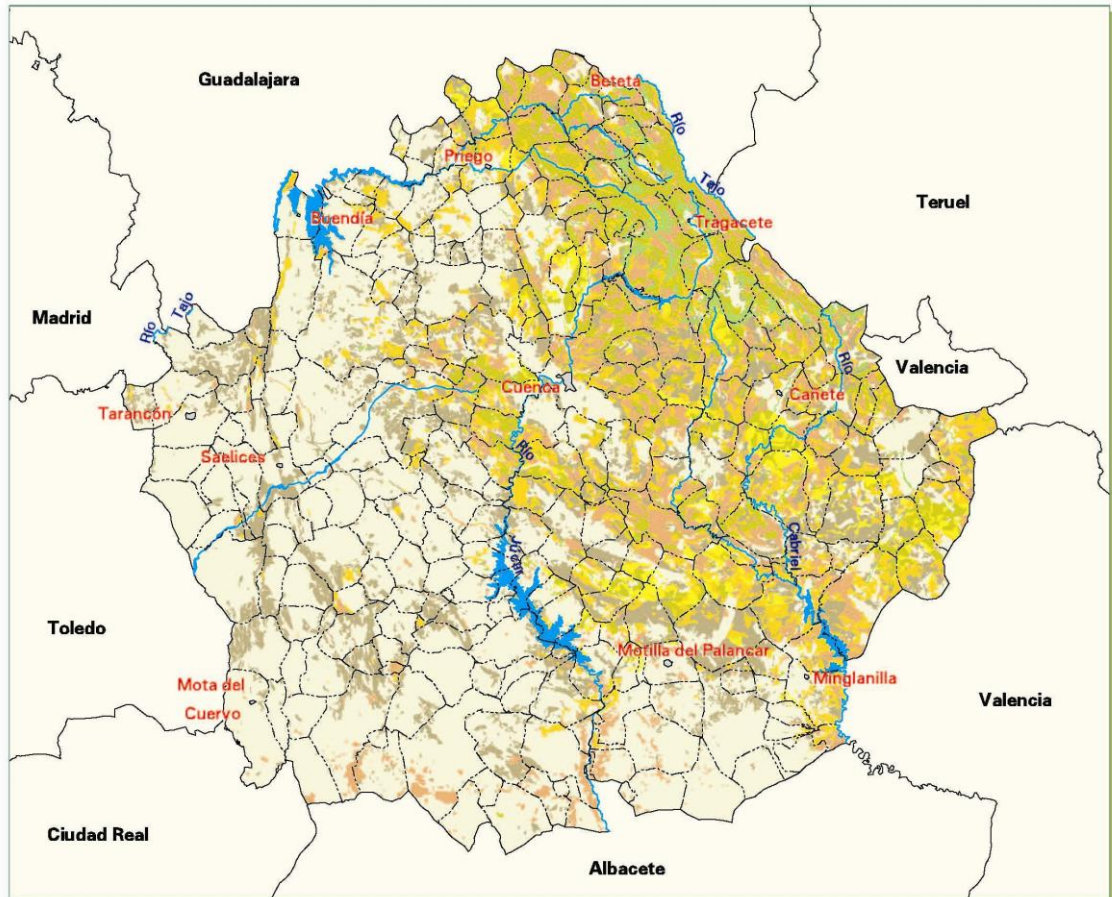 Guadalajara
Beteta
Río
Tajo
Priego
Teruel
Buendía
Tragacete
Madrid
Río
Tajo
Valencia
Río
Cuenca
Cañete
Tarancón
Saelices
Río
Júcar
Cabriel
Toledo
Motilla del Palancar
Minglanilla
Mota del
Cuervo
Valencia
Ciudad Real
Albacete